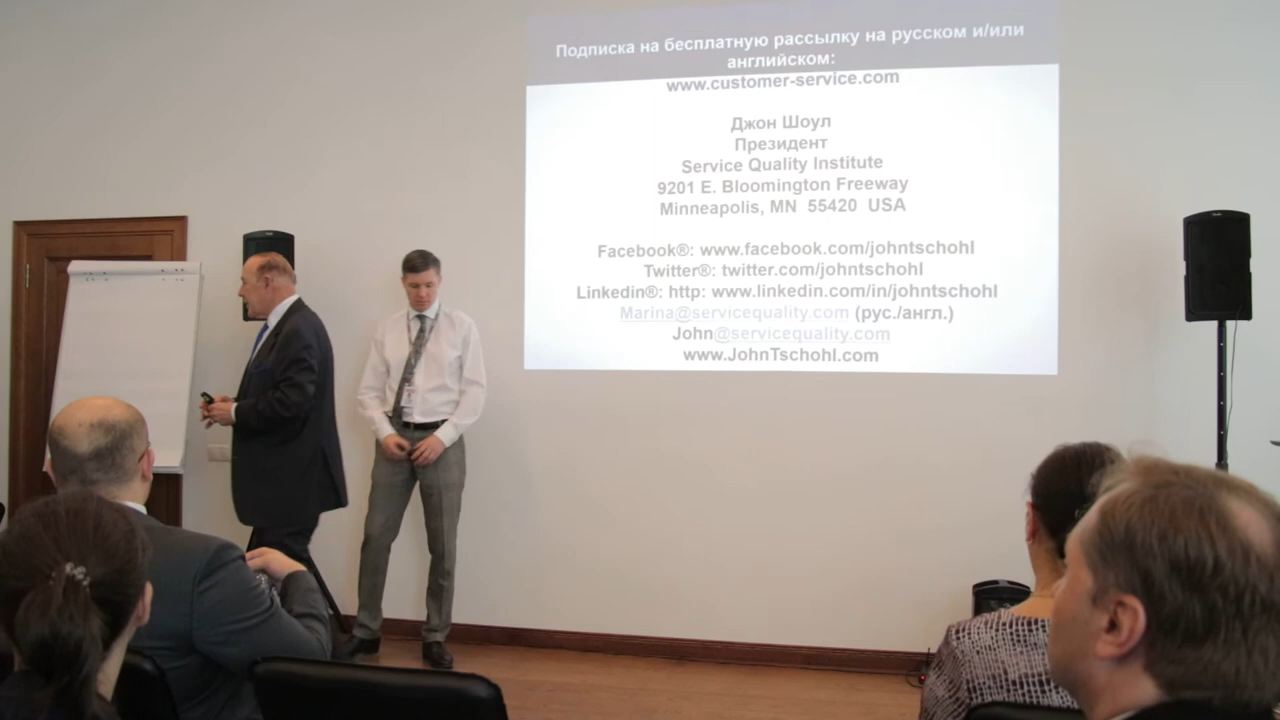 Подписка на бесплатную рассылку на русском и/или
английском:
www.customer-service.com
Джон Шоул
Президент
Service Quality Institute
9201 E. Bloomington Freeway
Minneapolis, MN 55420 USA
Facebook®: www.facebook.com/johntschohl
Twitter®: twitter.com/johntschohl
Linkedin®: http: www.linkedin.com/in/johntschohl
Marina@servicequality.com (рус./англ.)
John@servicequality.com
www.JohnTschohl.com